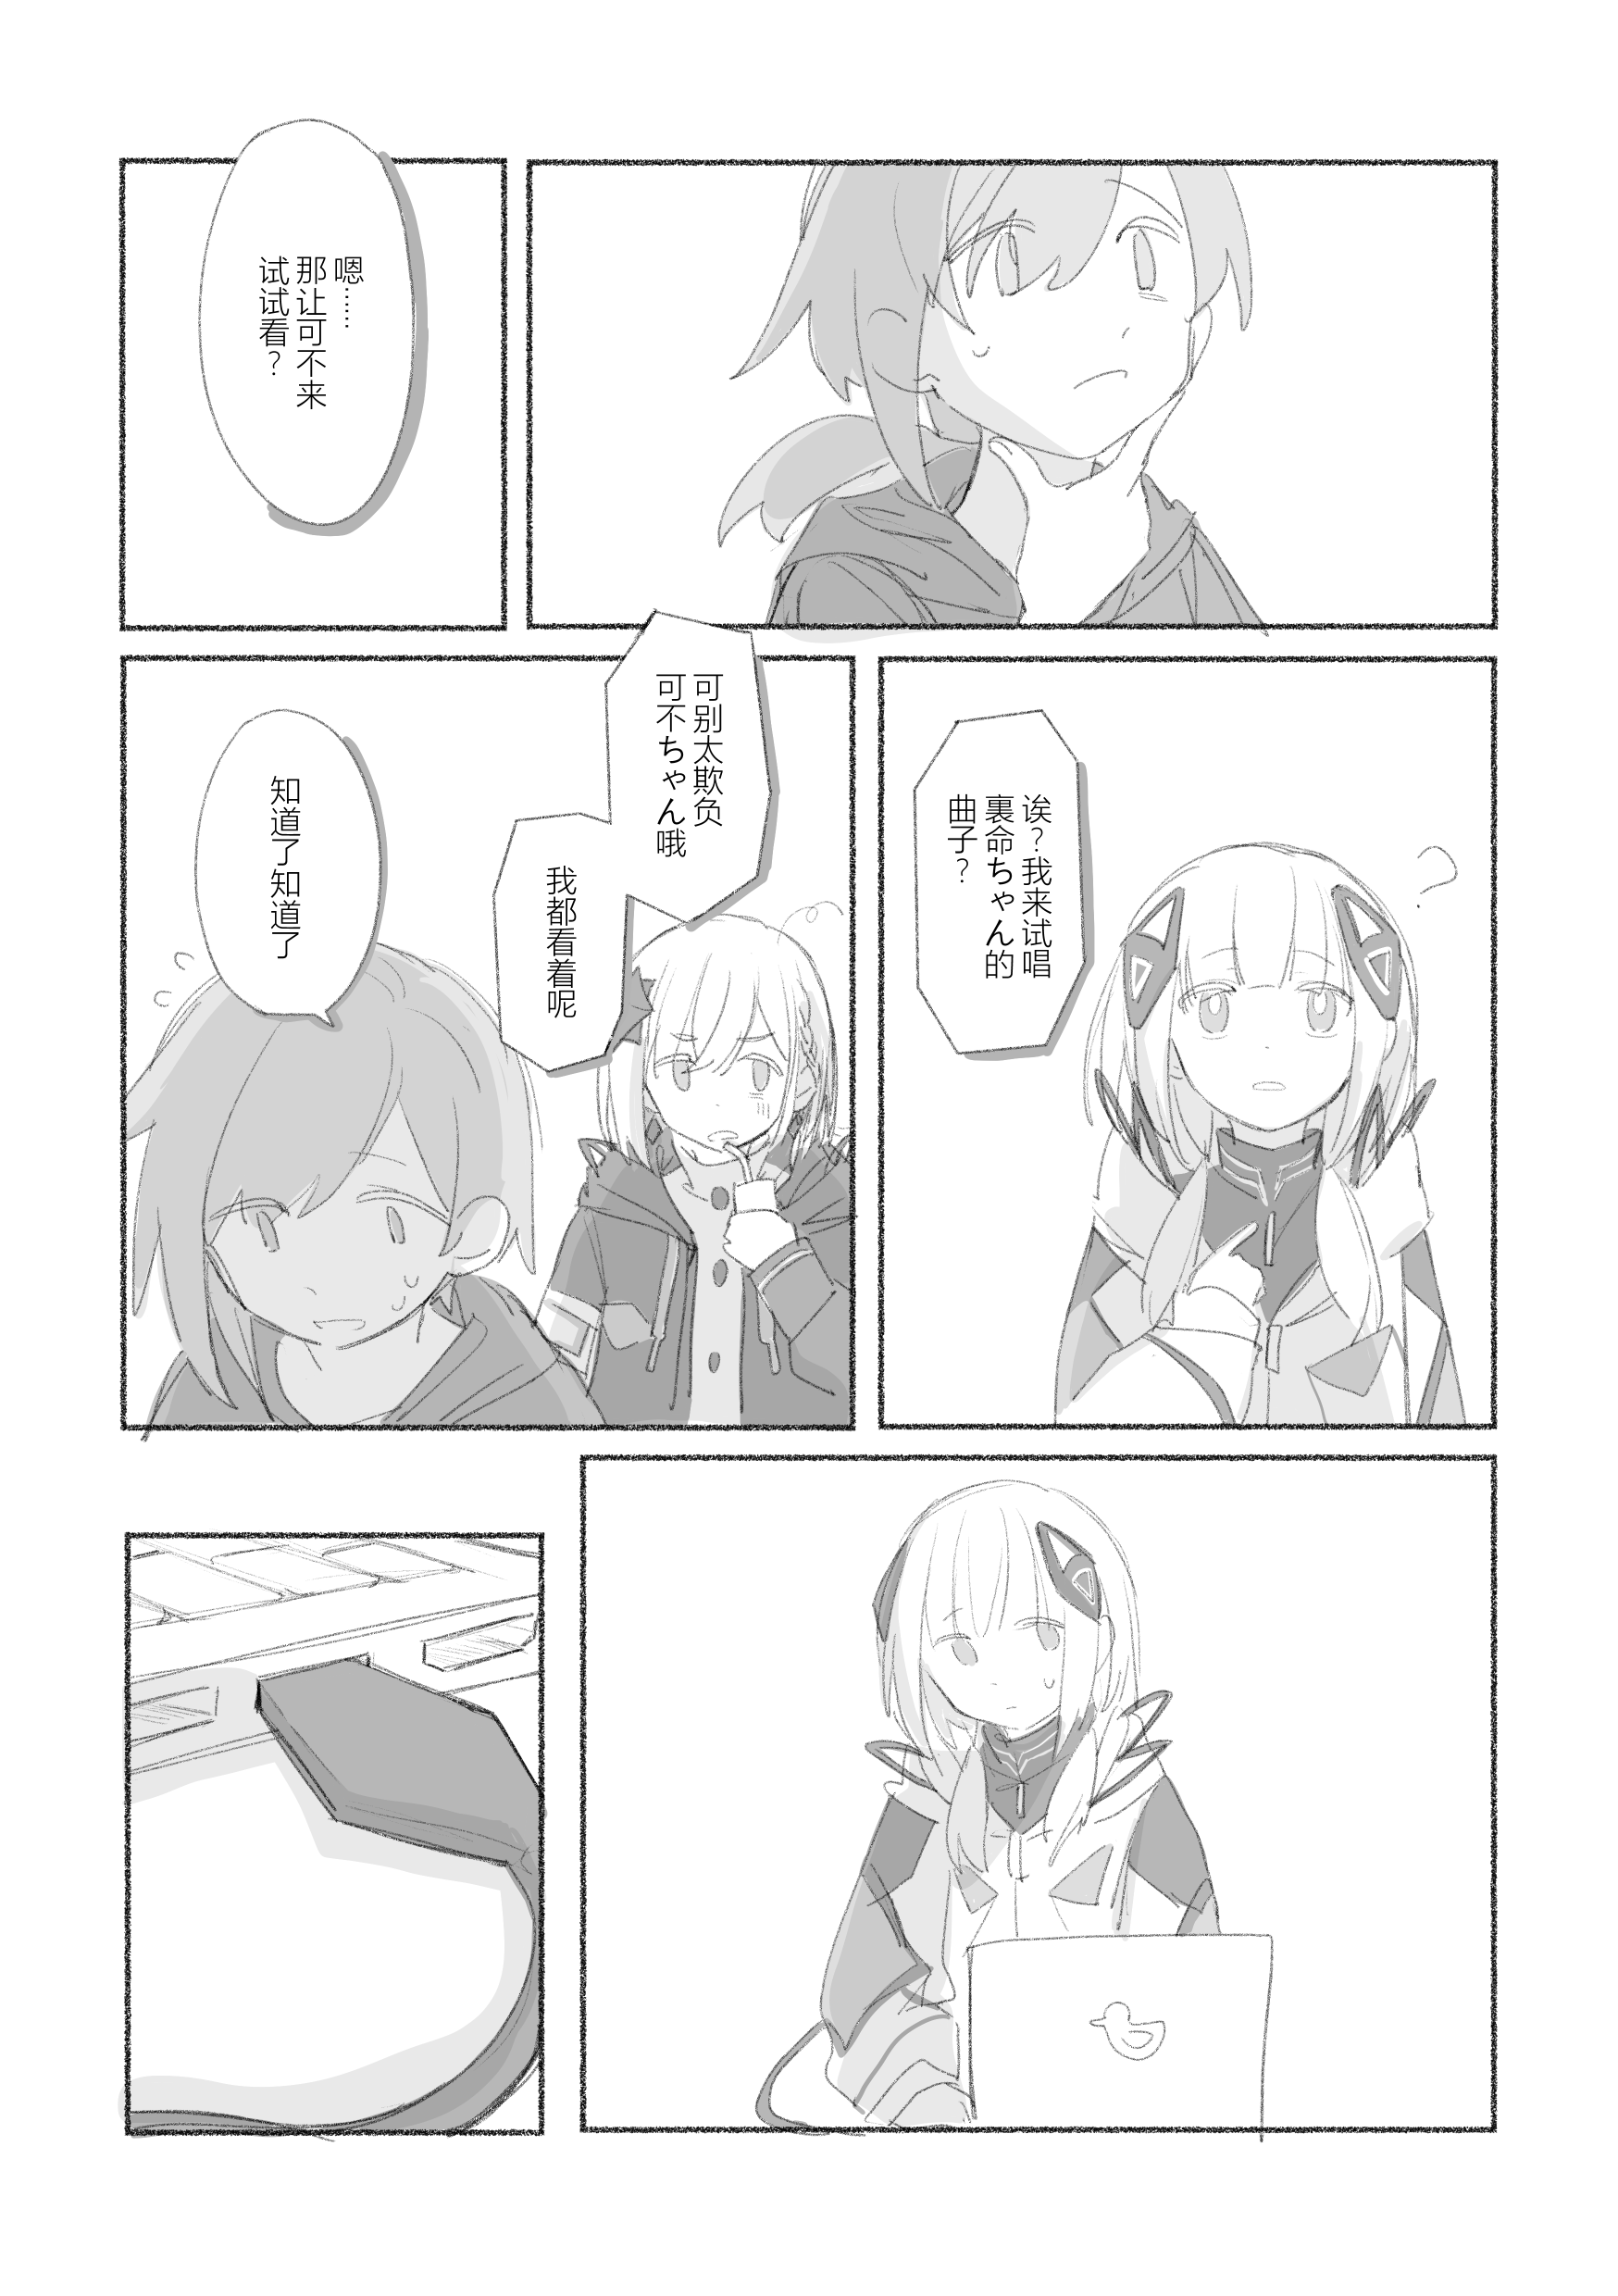 嗯……
那让可不来
试试看？
诶？我来试唱
裏命ちゃん的
曲子？
可别太欺负
可不ちゃん哦
我都看着呢
知道了知道了